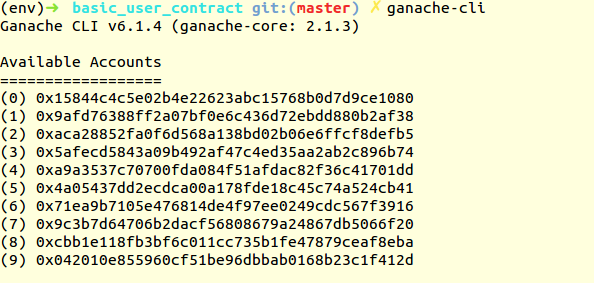 (env)➜ basic_user_contract git:(master) ✗ ganache-cli
Ganache CLI v6.1.4 (ganache-core: 2.1.3)
Available Accounts
==================
(0) 0x15844c4c5e02b4e22623abc15768b0d7d9ce1080
(1) 0x9afd76388ff2a07bf0e6c436d72ebdd880b2af38
(2) 0xaca28852fa0f6d568a138bd02b06e6ffcf8defb5
(3) 0x5afecd5843a09b492af47c4ed35aa2ab2c896b74
(4) 0xa9a3537c70700fda084f51afdac82f36c41701dd
(5) 0x4a05437dd2ecdca00a178fde18c45c74a524cb41
(6) 0x71ea9b7105e476814de4f97ee0249cdc567f3916
(7) 0x9c3b7d64706b2dacf56808679a24867db5066f20
(8) 0xcbb1e118fb3bf6c011cc735b1fe47879ceaf8eba
(9) 0x042010e855960cf51be96dbbab0168b23c1f412d